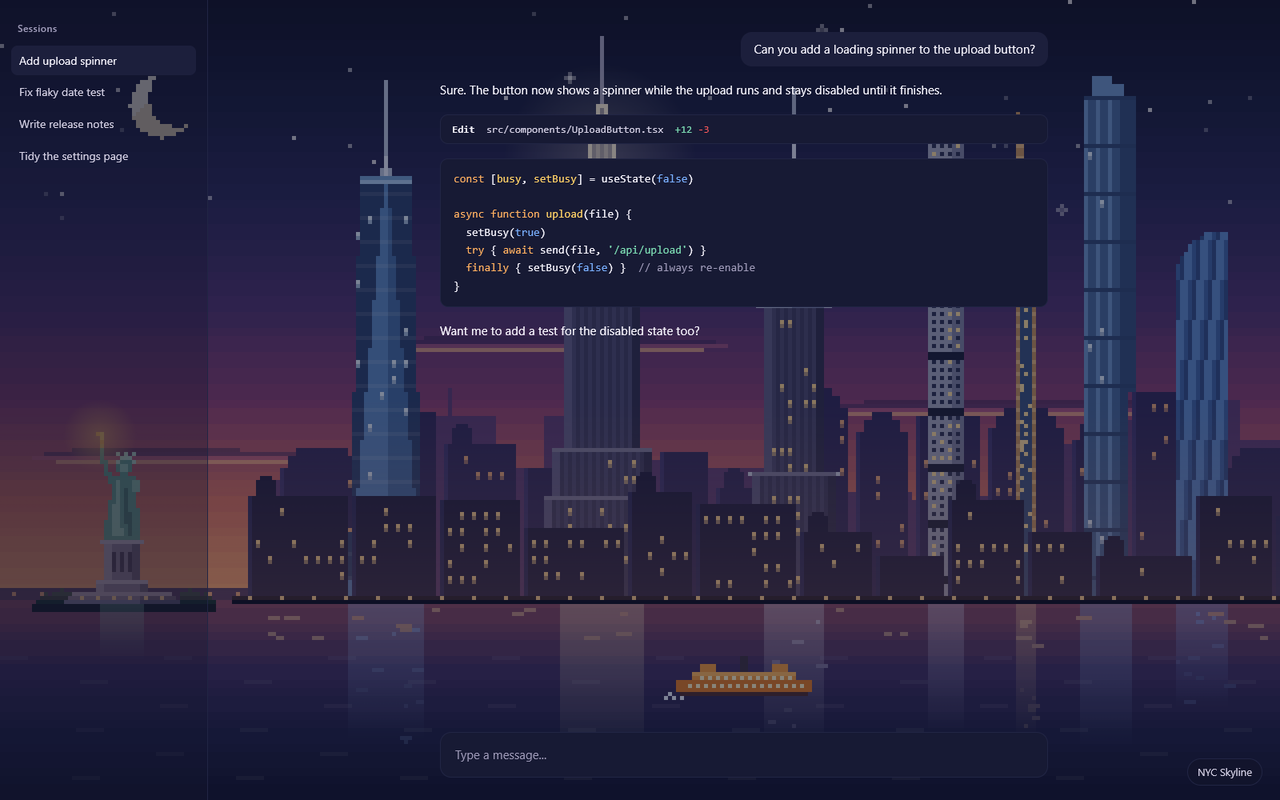 Sessions
Add upload spinner
Fix flaky date test
Write release notes
Tidy the settings page
Can you add a loading spinner to the upload button?
Sure. The button now shows a spinner while the upload runs and stays disabled until it finishes.
Edit src/components/UploadButton.tsx +12 -3
const [busy, setBusy] = useState(false)
async function upload(file) {
setBusy(true)
try { await send(file, '/api/upload') }
finally { setBusy(false) } // always re-enable
}
Want me to add a test for the disabled state too?
Type a message...
NYC Skyline